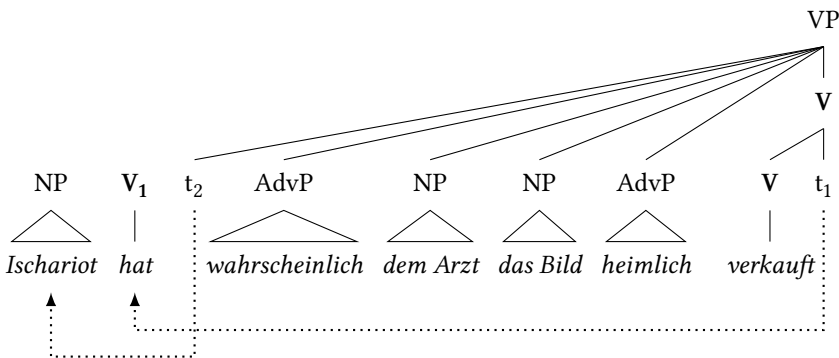 VP
V
NP V₁ t₂ AdvP NP NP AdvP V t₁
Ischariot hat wahrscheinlich dem Arzt das Bild heimlich verkauft